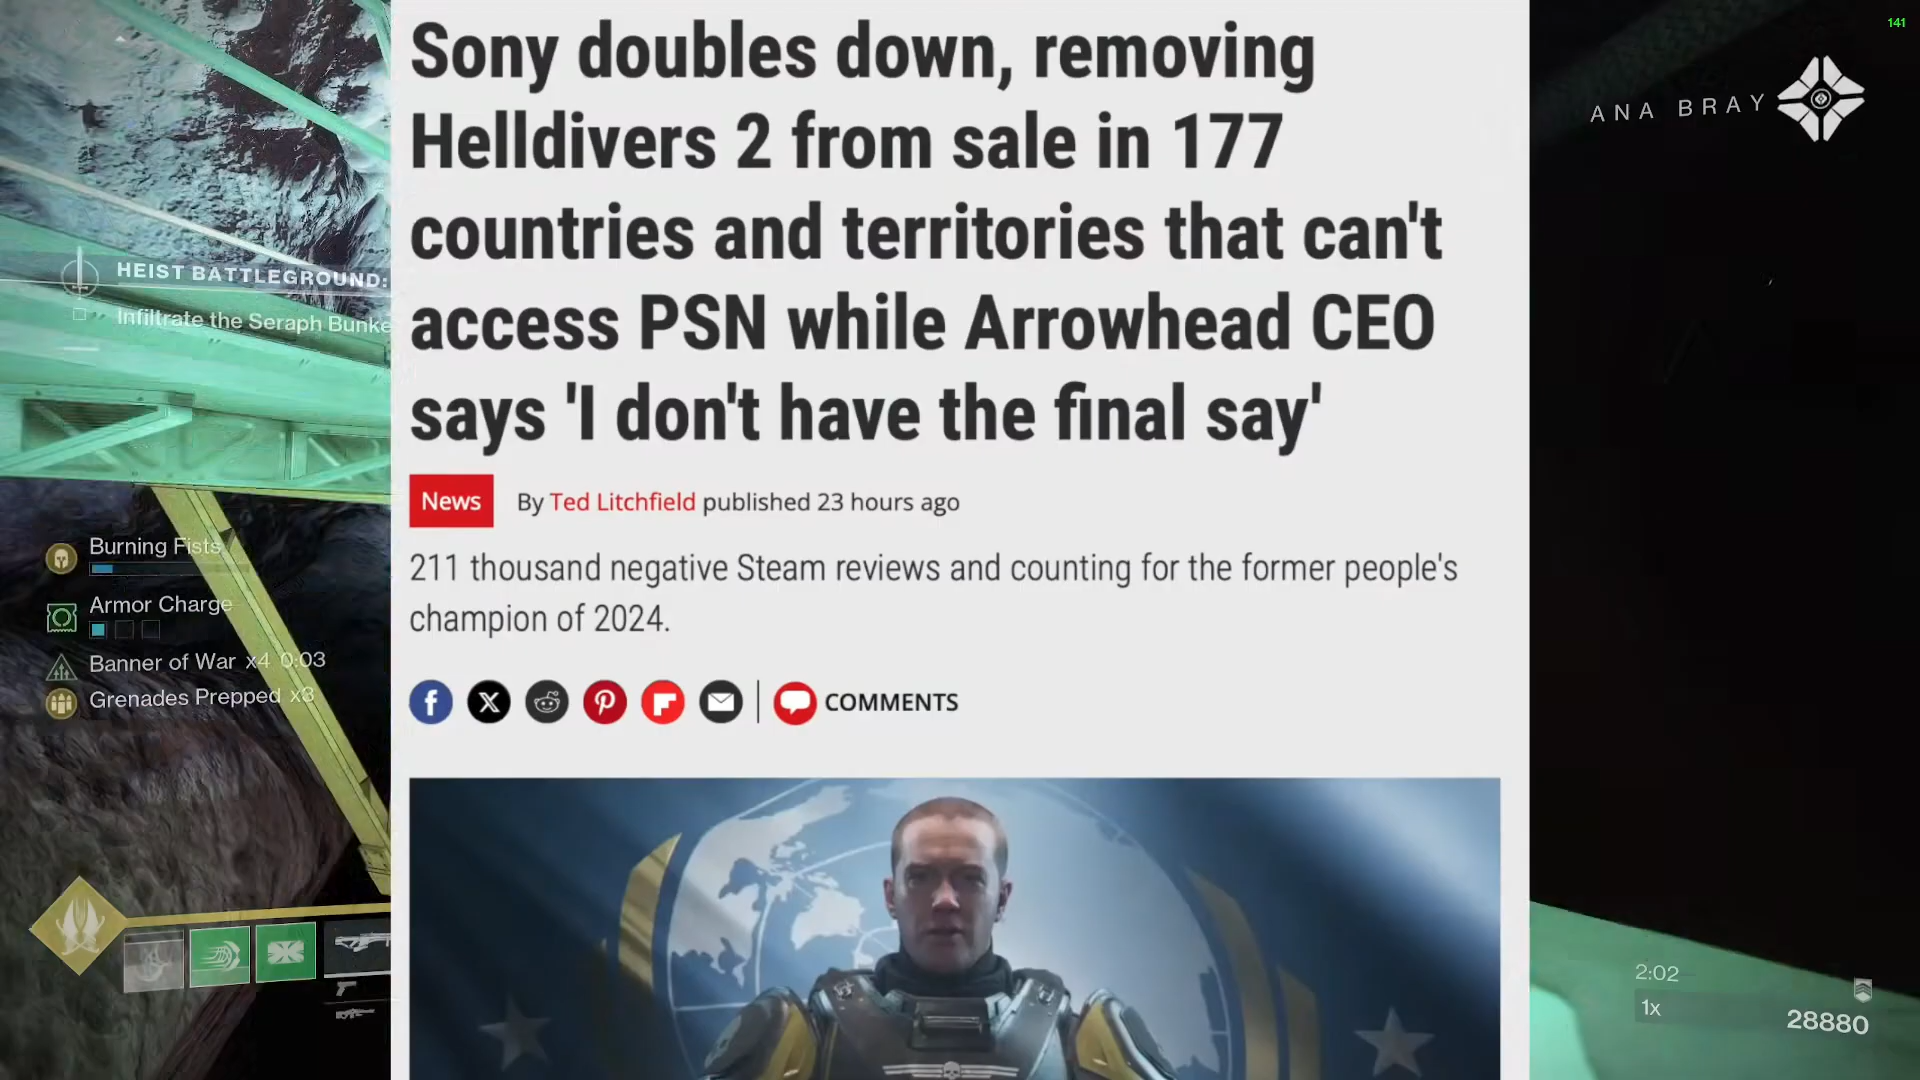 141
ANA BRAY
Sony doubles down, removing
Helldivers 2 from sale in 177
countries and territories that can't
access PSN while Arrowhead CEO
says 'I don't have the final say'
News
By Ted Litchfield published 23 hours ago
211 thousand negative Steam reviews and counting for the former people's
champion of 2024.
COMMENTS
HEIST BATTLEGROUND:
Infiltrate the Seraph Bunke
Burning Fists
Armor Charge
Banner of War x4 0:03
Grenades Prepped x3
2:02
1x
28880